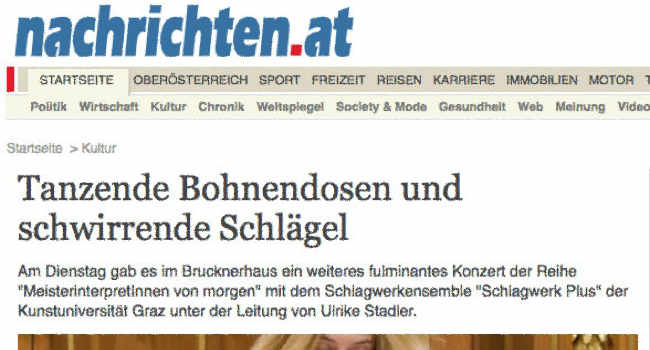 nachrichten.at
STARTSEITE OBERÖSTERREICH SPORT FREIZEIT REISEN KARRIERE IMMOBILIEN MOTOR
Politik Wirtschaft Kultur Chronik Weltspiegel Society & Mode Gesundheit Web Meinung Video
Startseite > Kultur
Tanzende Bohnendosen und
schwirrende Schlägel
Am Dienstag gab es im Brucknerhaus ein weiteres fulminantes Konzert der Reihe
"MeisterinterpretInnen von morgen" mit dem Schlagwerkensemble "Schlagwerk Plus" der
Kunstuniversität Graz unter der Leitung von Ulrike Stadler.